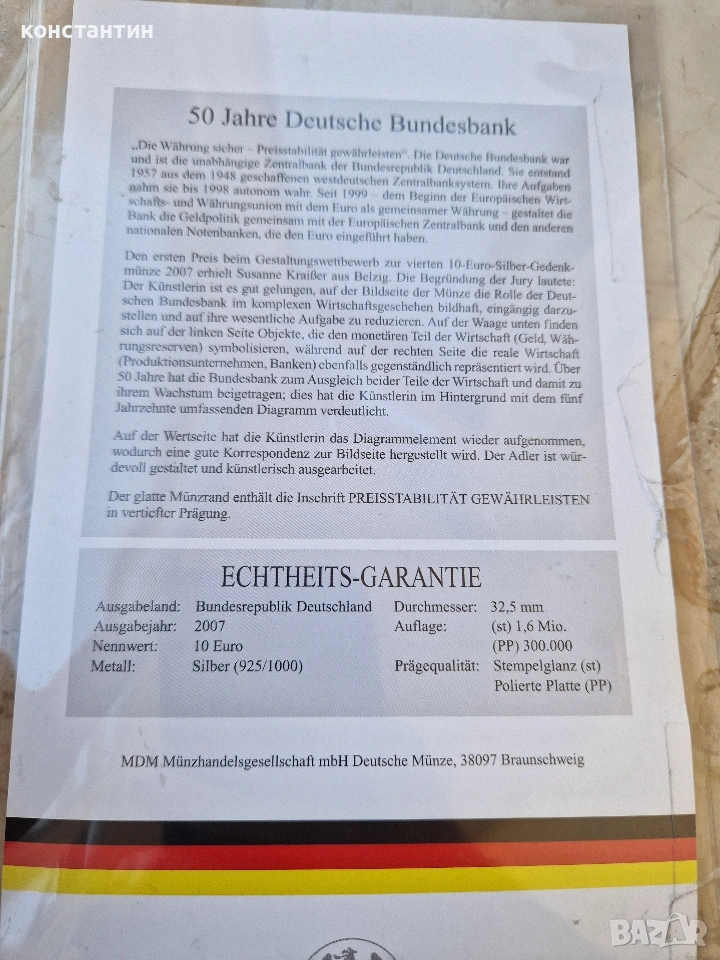 КОНСТАНТИН
50 Jahre Deutsche Bundesbank
„Die Währung sicher – Preisstabilität gewährleisten“. Die Deutsche Bundesbank war
und ist die unabhängige Zentralbank der Bundesrepublik Deutschland. Sie entstand
1957 aus dem 1948 geschaffenen westdeutschen Zentralbanksystem. Ihre Aufgaben
nahm sie bis 1998 autonom wahr. Seit 1999 – dem Beginn der Europäischen Wirt-
schafts- und Währungsunion mit dem Euro als gemeinsamer Währung – gestaltet die
Bank die Geldpolitik gemeinsam mit der Europäischen Zentralbank und den anderen
nationalen Notenbanken, die den Euro eingeführt haben.
Den ersten Preis beim Gestaltungswettbewerb zur vierten 10-Euro-Silber-Gedenk-
münze 2007 erhielt Susanne Kraißer aus Belzig. Die Begründung der Jury lautete:
Der Künstlerin ist es gut gelungen, auf der Bildseite der Münze die Rolle der Deut-
schen Bundesbank im komplexen Wirtschaftsgeschehen bildhaft, eingängig darzu-
stellen und auf ihre wesentliche Aufgabe zu reduzieren. Auf der Waage unten finden
sich auf der linken Seite Objekte, die den monetären Teil der Wirtschaft (Geld, Wäh-
rungsreserven) symbolisieren, während auf der rechten Seite die reale Wirtschaft
(Produktionsunternehmen, Banken) ebenfalls gegenständlich repräsentiert wird. Über
50 Jahre hat die Bundesbank zum Ausgleich beider Teile der Wirtschaft und damit zu
ihrem Wachstum beigetragen; dies hat die Künstlerin im Hintergrund mit dem fünf
Jahrzehnte umfassenden Diagramm verdeutlicht.
Auf der Wertseite hat die Künstlerin das Diagrammelement wieder aufgenommen,
wodurch eine gute Korrespondenz zur Bildseite hergestellt wird. Der Adler ist wür-
devoll gestaltet und künstlerisch ausgearbeitet.
Der glatte Münzrand enthält die Inschrift PREISSTABILITÄT GEWÄHRLEISTEN
in vertiefter Prägung.
ECHTHEITS-GARANTIE
Ausgabeland: Bundesrepublik Deutschland Durchmesser: 32,5 mm
Ausgabejahr: 2007 Auflage: (st) 1,6 Mio.
Nennwert: 10 Euro (PP) 300.000
Metall: Silber (925/1000) Prägequalität: Stempelglanz (st)
Polierte Platte (PP)
MDM Münzhandelsgesellschaft mbH Deutsche Münze, 38097 Braunschweig
BAZAR